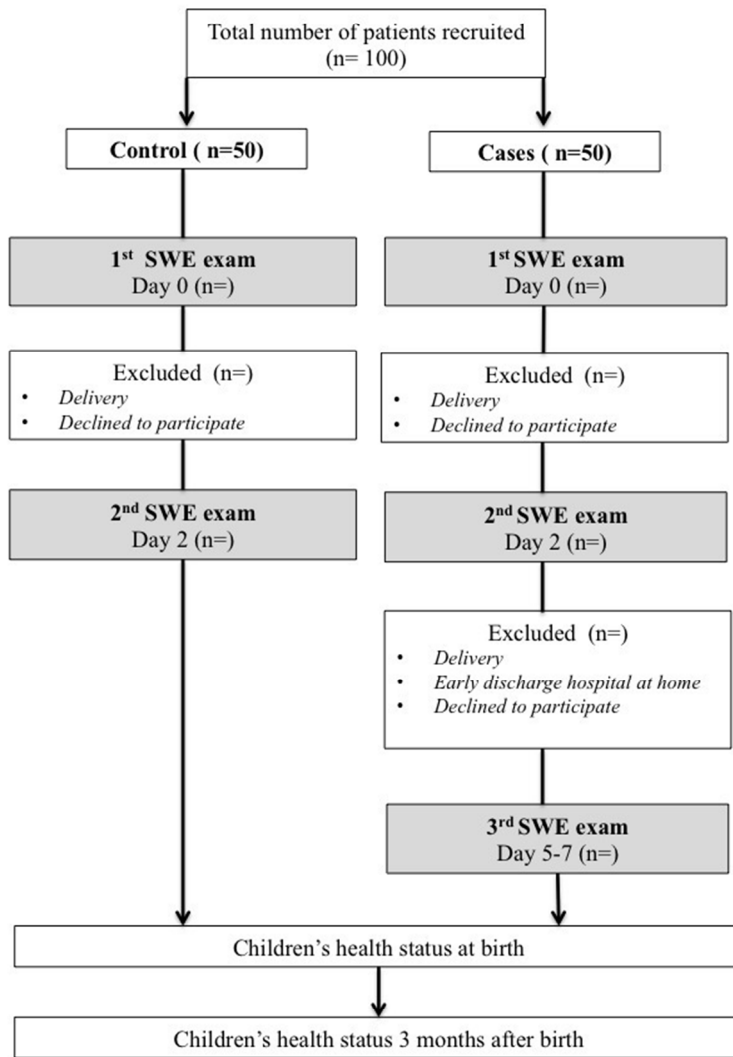 Total number of patients recruited
(n= 100)
Control ( n=50)
Cases ( n=50)
1st SWE exam
Day 0 (n=)
1st SWE exam
Day 0 (n=)
Excluded (n=)
• Delivery
• Declined to participate
Excluded (n=)
• Delivery
• Declined to participate
2nd SWE exam
Day 2 (n=)
2nd SWE exam
Day 2 (n=)
Excluded (n=)
• Delivery
• Early discharge hospital at home
• Declined to participate
3rd SWE exam
Day 5-7 (n=)
Children’s health status at birth
Children’s health status 3 months after birth